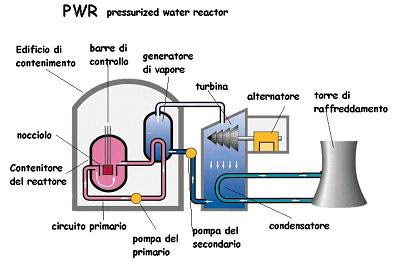 PWR pressurized water reactor
Edificio di
contenimento
barre di
controllo
generatore
di vapore
turbina
alternatore
torre di
raffreddamento
nocciolo
Contenitore
del reattore
circuito primario
pompa del
primario
pompa del
secondario
condensatore